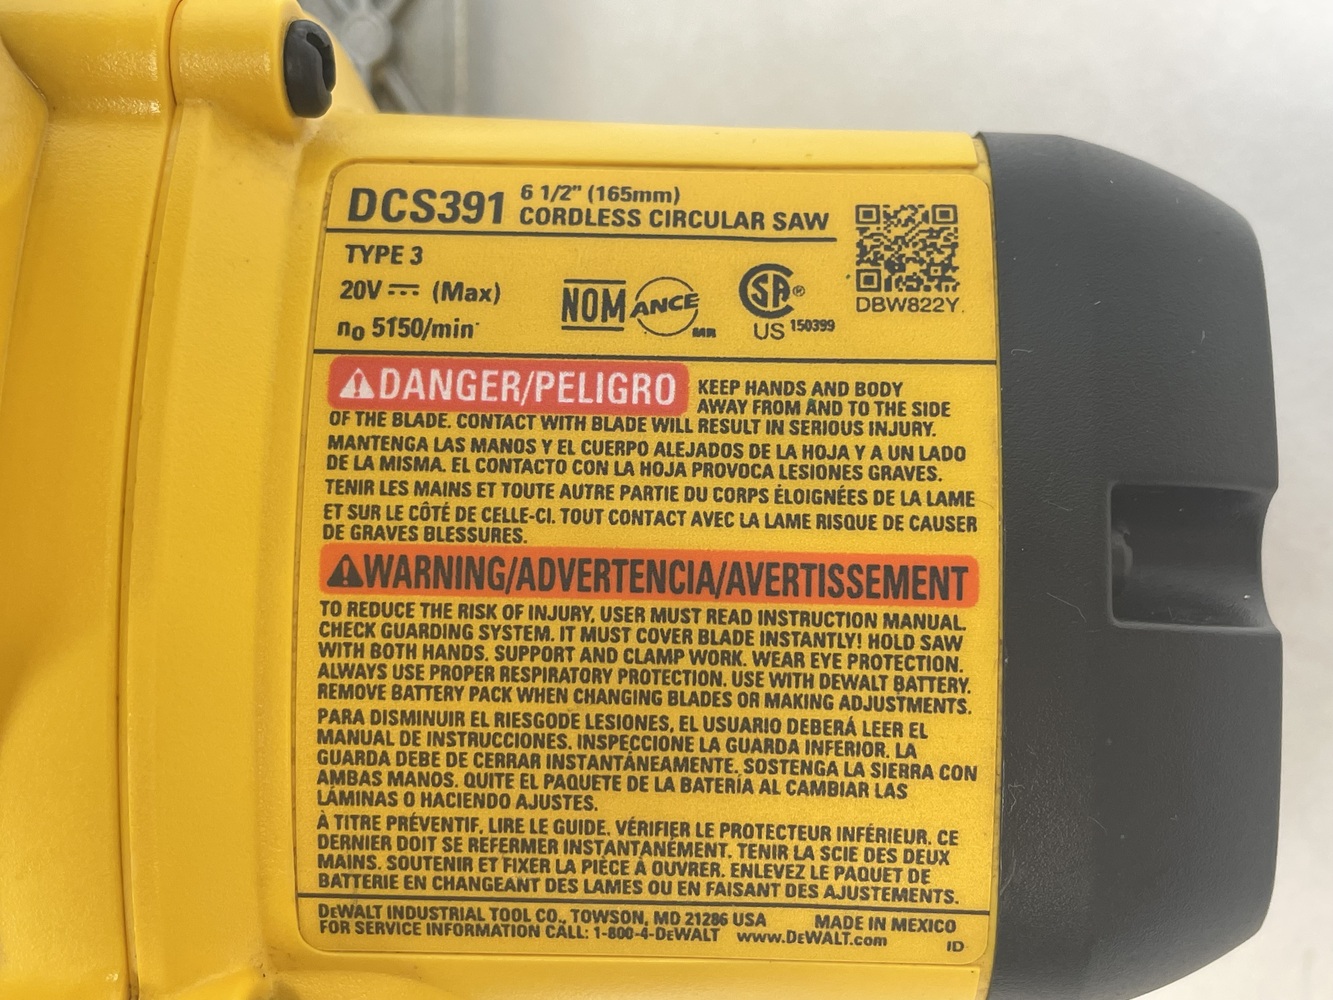 DCS391 6 1/2" (165mm)
CORDLESS CIRCULAR SAW
TYPE 3
20V ⎓ (Max)
n₀ 5150/min
NOM ANCE MR
CSA® US 150399
DBW822Y
⚠DANGER/PELIGRO KEEP HANDS AND BODY
AWAY FROM AND TO THE SIDE
OF THE BLADE. CONTACT WITH BLADE WILL RESULT IN SERIOUS INJURY.
MANTENGA LAS MANOS Y EL CUERPO ALEJADOS DE LA HOJA Y A UN LADO
DE LA MISMA. EL CONTACTO CON LA HOJA PROVOCA LESIONES GRAVES.
TENIR LES MAINS ET TOUTE AUTRE PARTIE DU CORPS ÉLOIGNÉES DE LA LAME
ET SUR LE CÔTÉ DE CELLE-CI. TOUT CONTACT AVEC LA LAME RISQUE DE CAUSER
DE GRAVES BLESSURES.
⚠WARNING/ADVERTENCIA/AVERTISSEMENT
TO REDUCE THE RISK OF INJURY, USER MUST READ INSTRUCTION MANUAL.
CHECK GUARDING SYSTEM. IT MUST COVER BLADE INSTANTLY! HOLD SAW
WITH BOTH HANDS. SUPPORT AND CLAMP WORK. WEAR EYE PROTECTION.
ALWAYS USE PROPER RESPIRATORY PROTECTION. USE WITH DEWALT BATTERY.
REMOVE BATTERY PACK WHEN CHANGING BLADES OR MAKING ADJUSTMENTS.
PARA DISMINUIR EL RIESGODE LESIONES, EL USUARIO DEBERÁ LEER EL
MANUAL DE INSTRUCCIONES. INSPECCIONE LA GUARDA INFERIOR. LA
GUARDA DEBE DE CERRAR INSTANTÁNEAMENTE. SOSTENGA LA SIERRA CON
AMBAS MANOS. QUITE EL PAQUETE DE LA BATERÍA AL CAMBIAR LAS
LÁMINAS O HACIENDO AJUSTES.
À TITRE PRÉVENTIF, LIRE LE GUIDE. VÉRIFIER LE PROTECTEUR INFÉRIEUR. CE
DERNIER DOIT SE REFERMER INSTANTANÉMENT. TENIR LA SCIE DES DEUX
MAINS. SOUTENIR ET FIXER LA PIÈCE À OUVRER. ENLEVEZ LE PAQUET DE
BATTERIE EN CHANGEANT DES LAMES OU EN FAISANT DES AJUSTEMENTS.
DEWALT INDUSTRIAL TOOL CO., TOWSON, MD 21286 USA MADE IN MEXICO
FOR SERVICE INFORMATION CALL: 1-800-4-DEWALT www.DEWALT.com ID